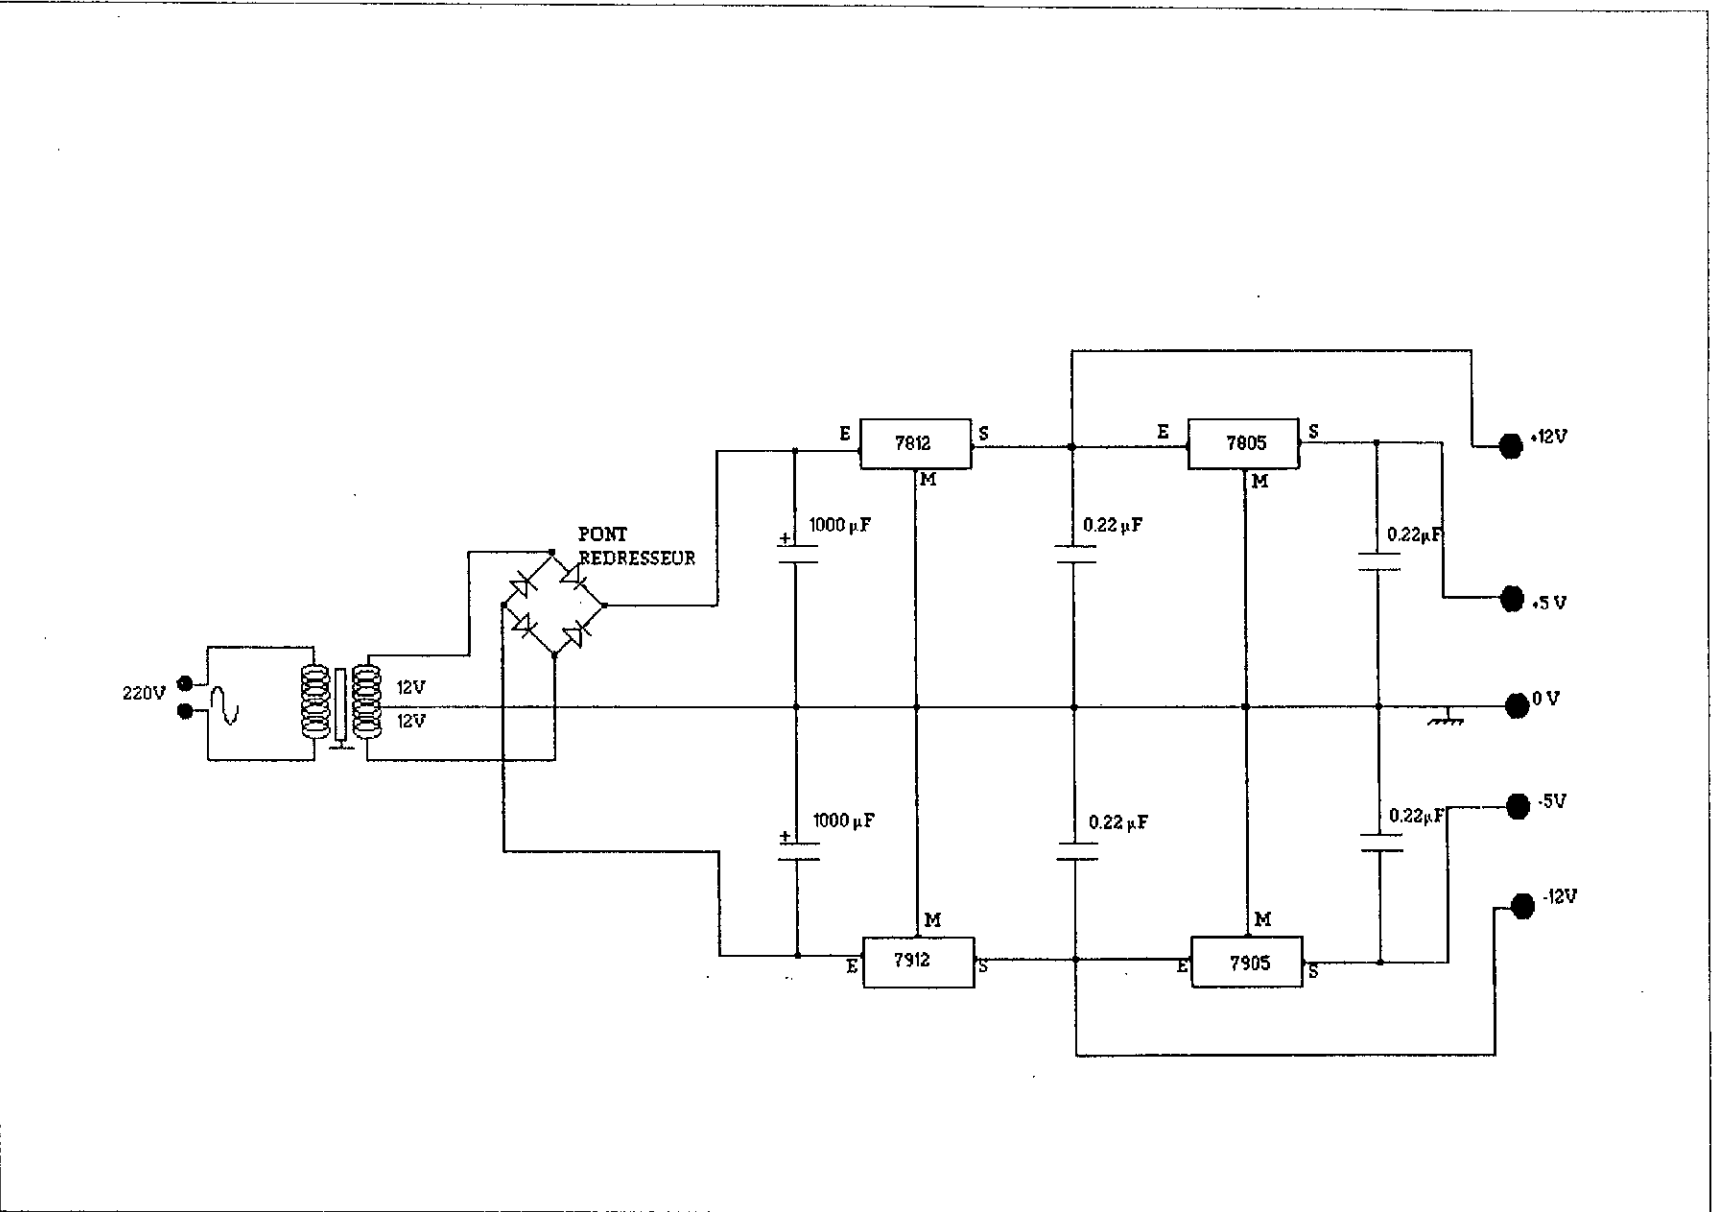 E 7812 S
M
E 7805 S
M
+12V
1000 µF
+
0.22 µF
0.22µF
PONT
REDRESSEUR
+5 V
220V
12V
12V
0 V
-5V
1000 µF
+
0.22 µF
0.22µF
-12V
M
E 7912 S
M
E 7905 S